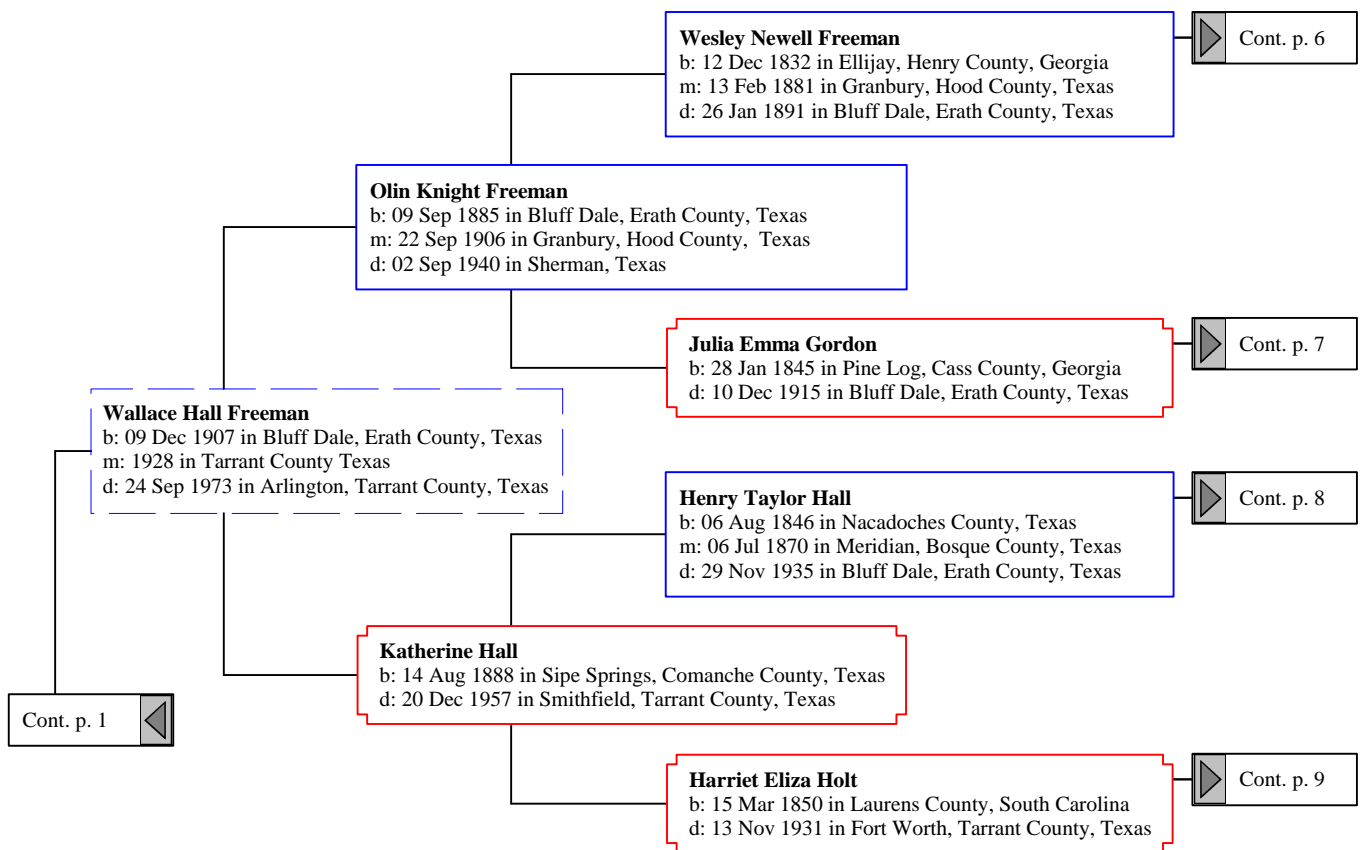 Wesley Newell Freeman
b: 12 Dec 1832 in Ellijay, Henry County, Georgia
m: 13 Feb 1881 in Granbury, Hood County, Texas
d: 26 Jan 1891 in Bluff Dale, Erath County, Texas
Cont. p. 6
Olin Knight Freeman
b: 09 Sep 1885 in Bluff Dale, Erath County, Texas
m: 22 Sep 1906 in Granbury, Hood County, Texas
d: 02 Sep 1940 in Sherman, Texas
Julia Emma Gordon
b: 28 Jan 1845 in Pine Log, Cass County, Georgia
d: 10 Dec 1915 in Bluff Dale, Erath County, Texas
Cont. p. 7
Wallace Hall Freeman
b: 09 Dec 1907 in Bluff Dale, Erath County, Texas
m: 1928 in Tarrant County Texas
d: 24 Sep 1973 in Arlington, Tarrant County, Texas
Henry Taylor Hall
b: 06 Aug 1846 in Nacadoches County, Texas
m: 06 Jul 1870 in Meridian, Bosque County, Texas
d: 29 Nov 1935 in Bluff Dale, Erath County, Texas
Cont. p. 8
Katherine Hall
b: 14 Aug 1888 in Sipe Springs, Comanche County, Texas
d: 20 Dec 1957 in Smithfield, Tarrant County, Texas
Cont. p. 1
Harriet Eliza Holt
b: 15 Mar 1850 in Laurens County, South Carolina
d: 13 Nov 1931 in Fort Worth, Tarrant County, Texas
Cont. p. 9